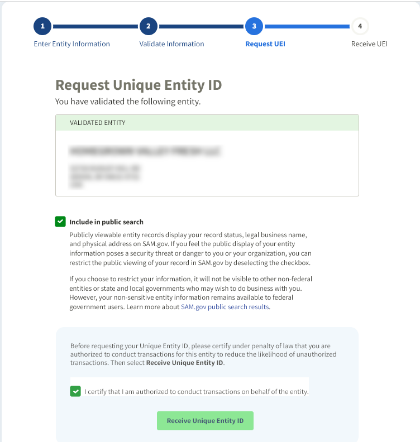 1 2 3 4
Enter Entity Information Validate Information Request UEI Receive UEI
Request Unique Entity ID
You have validated the following entity.
VALIDATED ENTITY
Include in public search
Publicly viewable entity records display your record status, legal business name,
and physical address on SAM.gov. If you feel the public display of your entity
information poses a security threat or danger to you or your organization, you can
restrict the public viewing of your record in SAM.gov by deselecting the checkbox.
If you choose to restrict your information, it will not be visible to other non-federal
entities or state and local governments who may wish to do business with you.
However, your non-sensitive entity information remains available to federal
government users. Learn more about SAM.gov public search results.
Before requesting your Unique Entity ID, please certify under penalty of law that you are
authorized to conduct transactions for this entity to reduce the likelihood of unauthorized
transactions. Then select Receive Unique Entity ID.
I certify that I am authorized to conduct transactions on behalf of the entity.
Receive Unique Entity ID